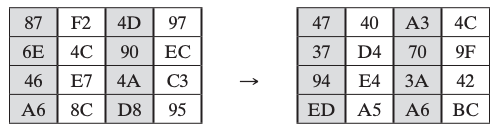 87 F2 4D 97 47 40 A3 4C
6E 4C 90 EC → 37 D4 70 9F
46 E7 4A C3 94 E4 3A 42
A6 8C D8 95 ED A5 A6 BC